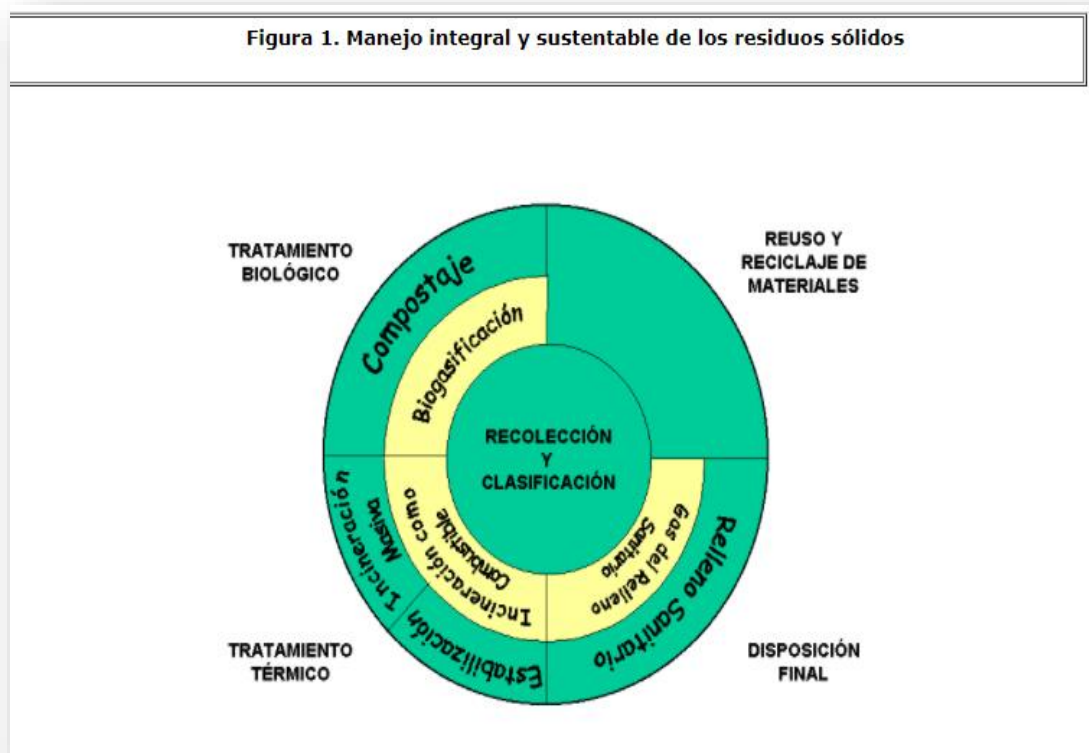 Figura 1. Manejo integral y sustentable de los residuos sólidos
TRATAMIENTO
BIOLÓGICO
REUSO Y
RECICLAJE DE
MATERIALES
Compostaje
Biogasificación
RECOLECCIÓN
Y
CLASIFICACIÓN
Incineración
Masiva
Incineración como
Combustible
Estabilización
Gas del Relleno
Sanitario
Relleno Sanitario
TRATAMIENTO
TÉRMICO
DISPOSICIÓN
FINAL